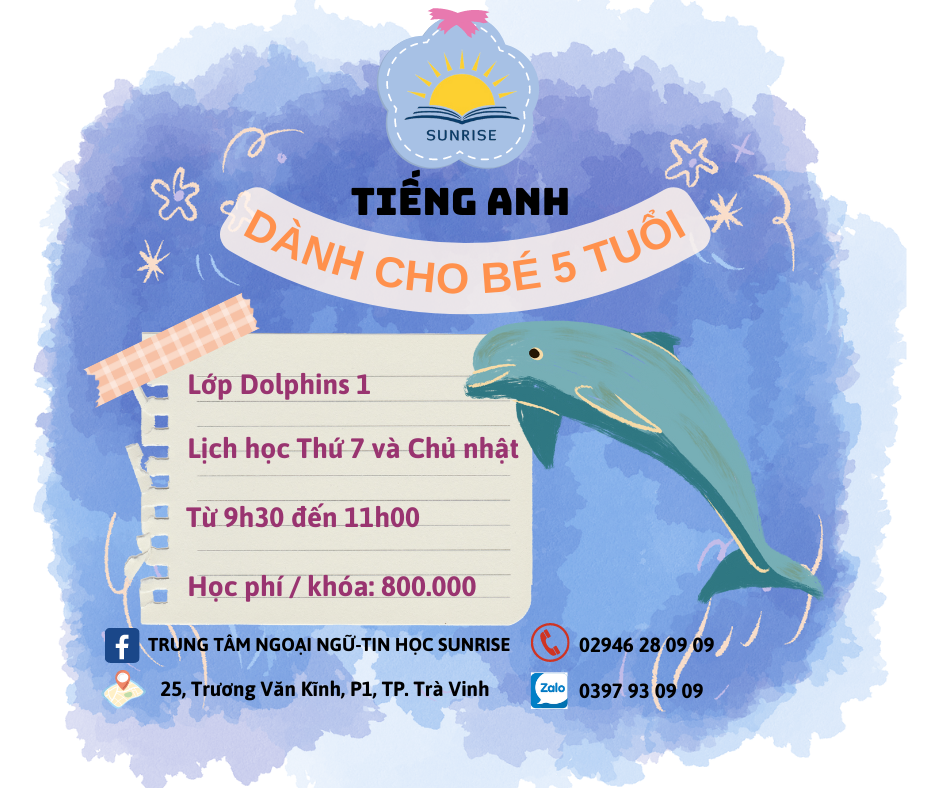 SUNRISE
TIẾNG ANH
DÀNH CHO BÉ 5 TUỔI
Lớp Dolphins 1
Lịch học Thứ 7 và Chủ nhật
Từ 9h30 đến 11h00
Học phí / khóa: 800.000
TRUNG TÂM NGOẠI NGỮ-TIN HỌC SUNRISE
02946 28 09 09
25, Trương Văn Kĩnh, P1, TP. Trà Vinh
Zalo
0397 93 09 09